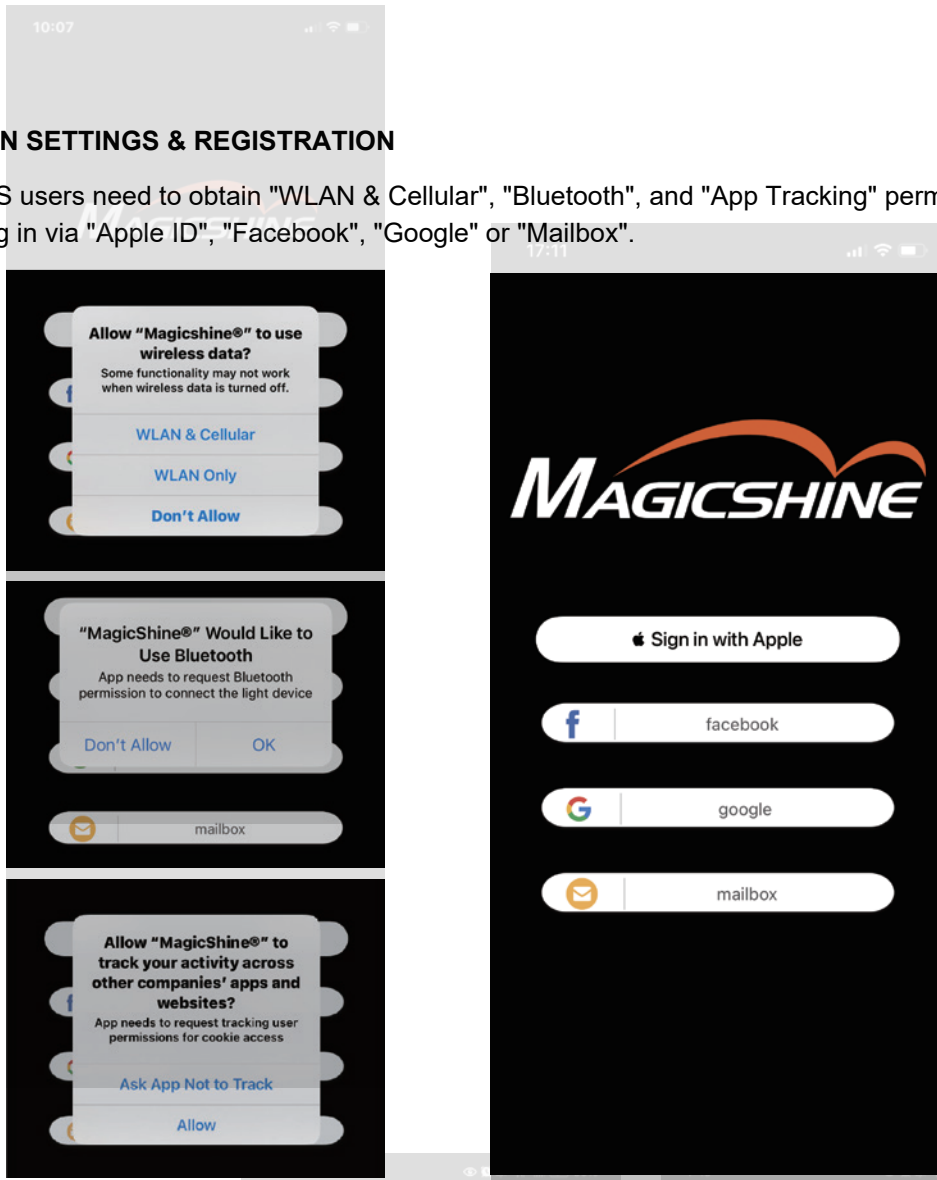 10:07
N SETTINGS & REGISTRATION
S users need to obtain "WLAN & Cellular", "Bluetooth", and "App Tracking" perm
g in via "Apple ID", "Facebook", "Google" or "Mailbox".
MAGICSHINE
Allow “Magicshine®” to use
wireless data?
Some functionality may not work
when wireless data is turned off.
WLAN & Cellular
WLAN Only
Don’t Allow
“MagicShine®” Would Like to
Use Bluetooth
App needs to request Bluetooth
permission to connect the light device
Don’t Allow
OK
mailbox
Allow “MagicShine®” to
track your activity across
other companies’ apps and
websites?
App needs to request tracking user
permissions for cookie access
Ask App Not to Track
Allow
17:11
MAGICSHINE
Sign in with Apple
facebook
google
mailbox